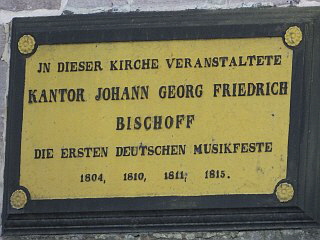 JN DIESER KIRCHE VERANSTALTETE
KANTOR JOHANN GEORG FRIEDRICH
BISCHOFF
DIE ERSTEN DEUTSCHEN MUSIKFESTE
1804, 1810, 1811, 1815.